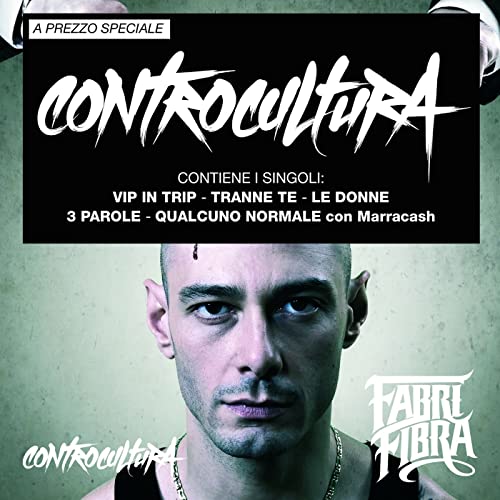 A PREZZO SPECIALE
CONTROCULTURA
CONTIENE I SINGOLI:
VIP IN TRIP - TRANNE TE - LE DONNE
3 PAROLE - QUALCUNO NORMALE con Marracash
FABRI
FIBRA
CONTROCULTURA